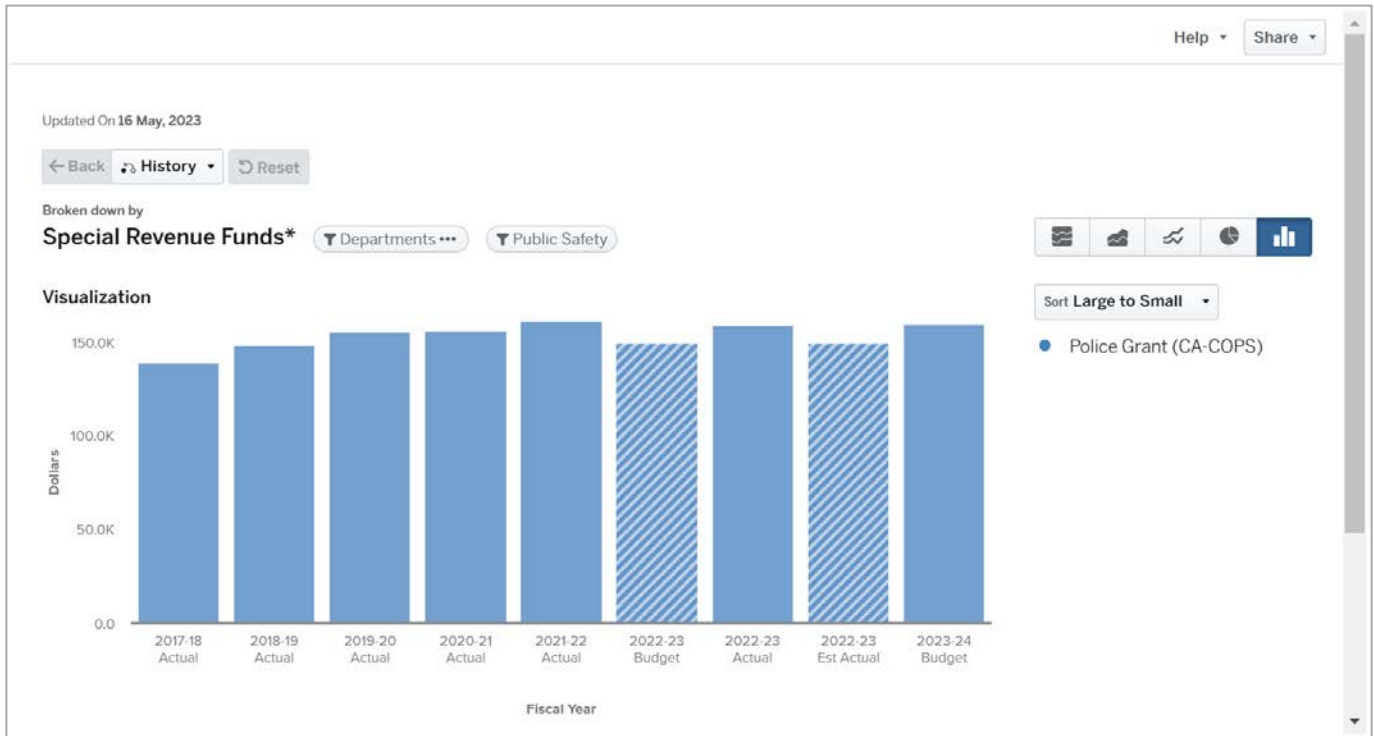 Help
Share
Updated On 16 May, 2023
Back
History
Reset
Broken down by
Special Revenue Funds*
Departments •••
Public Safety
Visualization
Sort Large to Small
Police Grant (CA-COPS)
150.0K
100.0K
50.0K
0.0
Dollars
2017-18 Actual
2018-19 Actual
2019-20 Actual
2020-21 Actual
2021-22 Actual
2022-23 Budget
2022-23 Actual
2022-23 Est Actual
2023-24 Budget
Fiscal Year